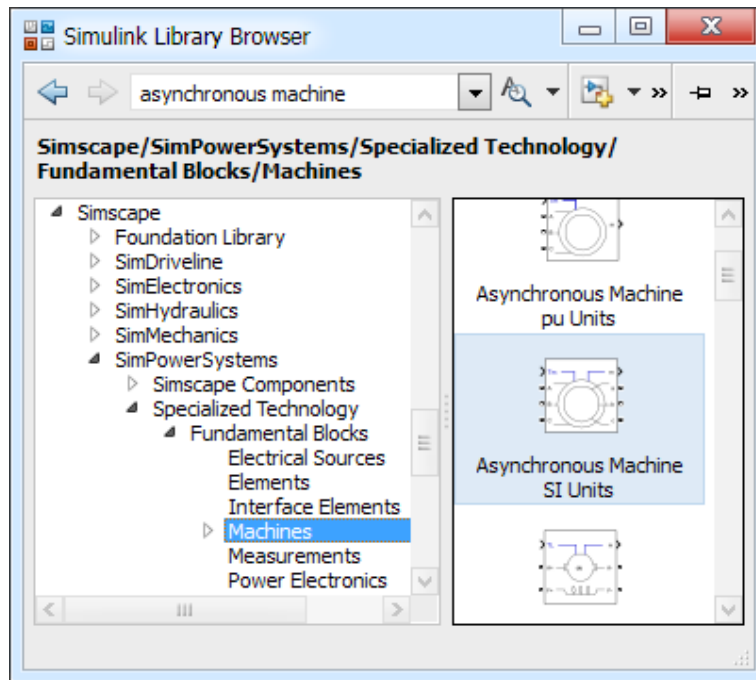 Simulink Library Browser
asynchronous machine
Simscape/SimPowerSystems/Specialized Technology/
Fundamental Blocks/Machines
Simscape
Foundation Library
SimDriveline
SimElectronics
SimHydraulics
SimMechanics
SimPowerSystems
Simscape Components
Specialized Technology
Fundamental Blocks
Electrical Sources
Elements
Interface Elements
Machines
Measurements
Power Electronics
Asynchronous Machine
pu Units
Asynchronous Machine
SI Units